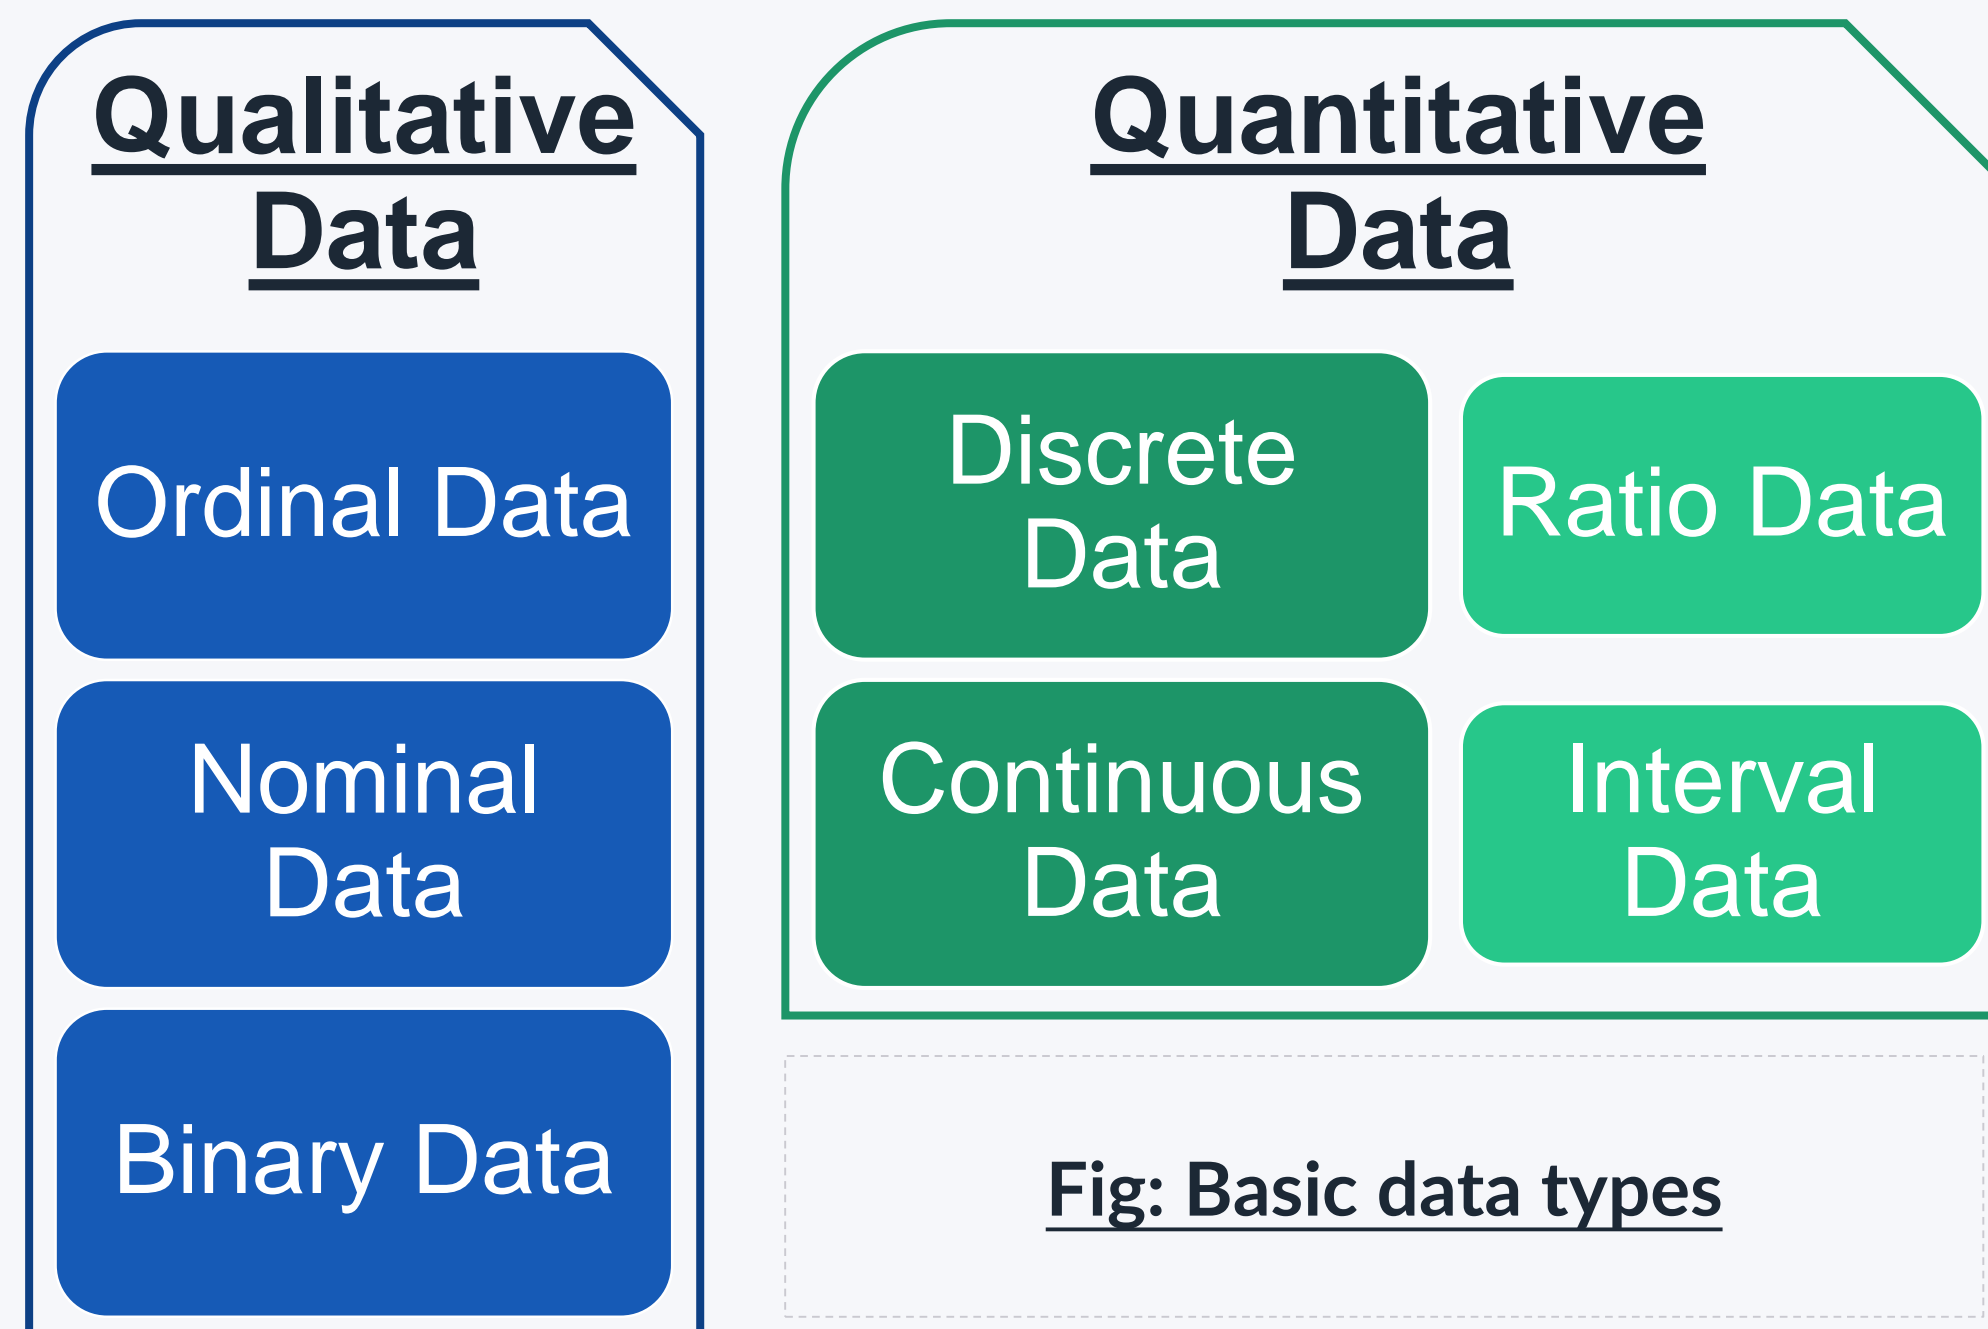 Qualitative
Data
Ordinal Data
Nominal
Data
Binary Data
Quantitative
Data
Discrete
Data
Ratio Data
Continuous
Data
Interval
Data
Fig: Basic data types